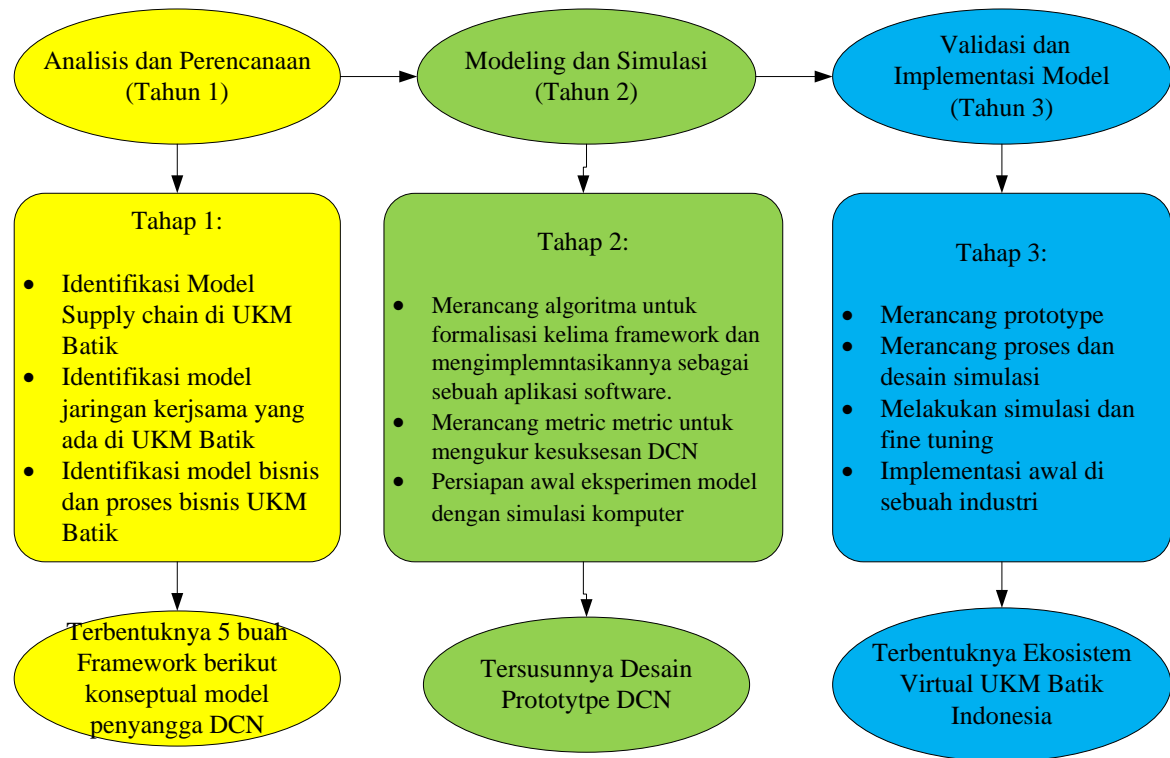 Analisis dan Perencanaan
(Tahun 1)
Modeling dan Simulasi
(Tahun 2)
Validasi dan
Implementasi Model
(Tahun 3)
Tahap 1:
• Identifikasi Model
Supply chain di UKM
Batik
• Identifikasi model
jaringan kerjsama yang
ada di UKM Batik
• Identifikasi model bisnis
dan proses bisnis UKM
Batik
Tahap 2:
• Merancang algoritma untuk
formalisasi kelima framework dan
mengimplemntasikannya sebagai
sebuah aplikasi software.
• Merancang metric metric untuk
mengukur kesuksesan DCN
• Persiapan awal eksperimen model
dengan simulasi komputer
Tahap 3:
• Merancang prototype
• Merancang proses dan
desain simulasi
• Melakukan simulasi dan
fine tuning
• Implementasi awal di
sebuah industri
Terbentuknya 5 buah
Framework berikut
konseptual model
penyangga DCN
Tersusunnya Desain
Prototytpe DCN
Terbentuknya Ekosistem
Virtual UKM Batik
Indonesia